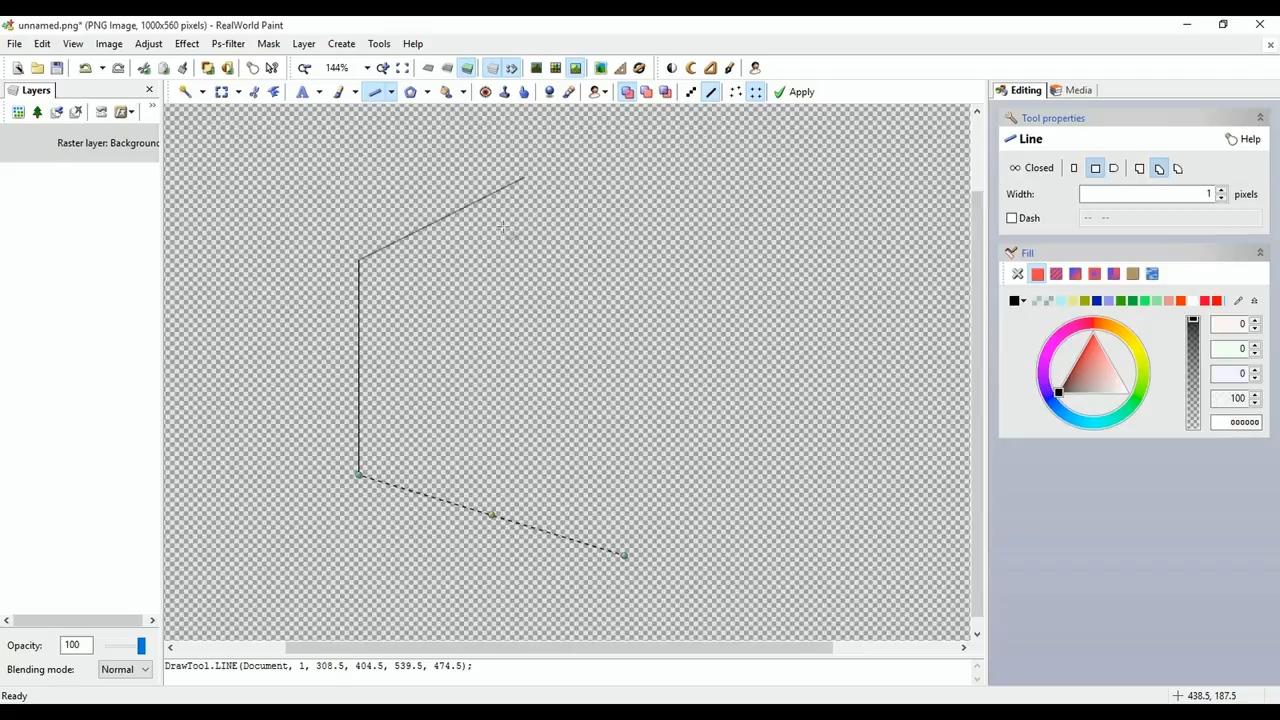 unnamed.png* (PNG Image, 1000x560 pixels) - RealWorld Paint
File Edit View Image Adjust Effect Ps-filter Mask Layer Create Tools Help
144%
Layers
Apply
Editing
Media
Raster layer: Background
Tool properties
Line
Help
Closed
Width:
1
pixels
Dash
Fill
0
0
0
100
000000
Opacity:
100
Blending mode:
Normal
DrawTool.LINE(Document, 1, 308.5, 404.5, 539.5, 474.5);
Ready
438.5, 187.5